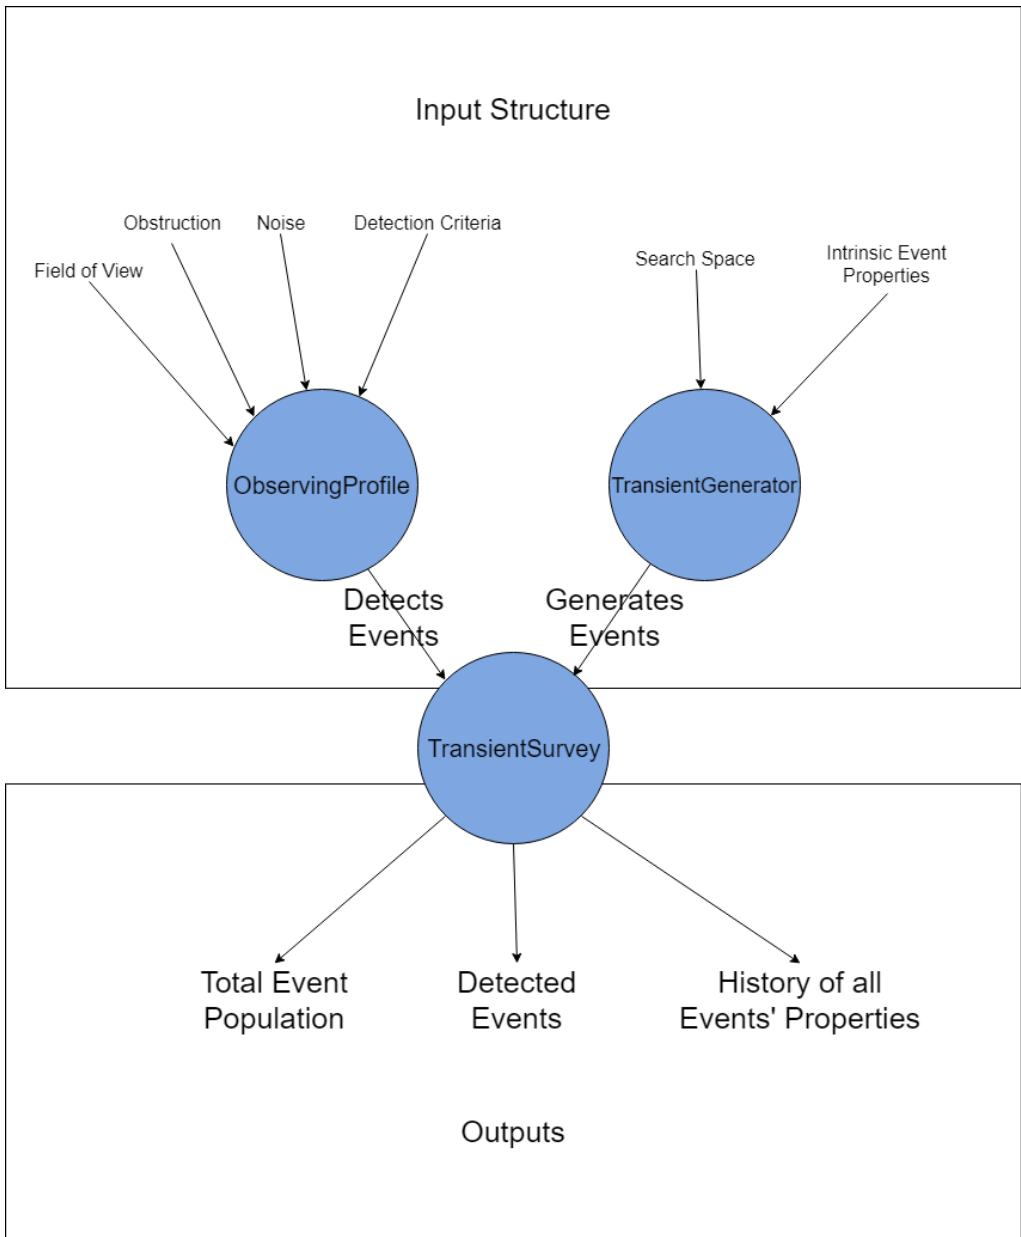 Input Structure
Obstruction
Noise
Detection Criteria
Field of View
Search Space
Intrinsic Event
Properties
ObservingProfile
TransientGenerator
Detects
Events
Generates
Events
TransientSurvey
Total Event
Population
Detected
Events
History of all
Events' Properties
Outputs